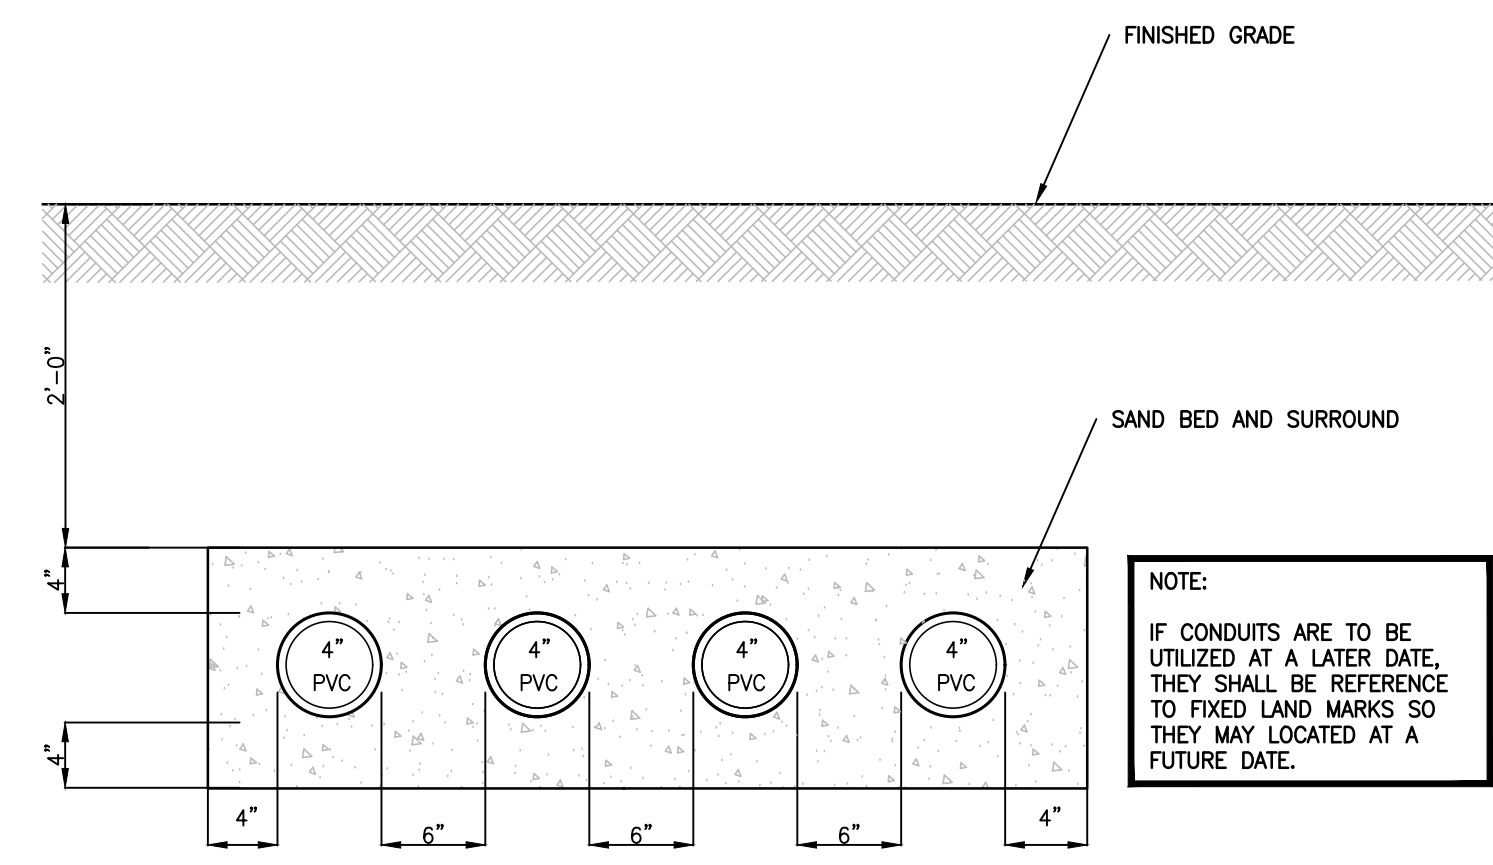 FINISHED GRADE
2'-0"
SAND BED AND SURROUND
4"
4"
PVC
4"
PVC
4"
PVC
4"
PVC
4"
4"
6"
6"
6"
4"
NOTE:
IF CONDUITS ARE TO BE
UTILIZED AT A LATER DATE,
THEY SHALL BE REFERENCE
TO FIXED LAND MARKS SO
THEY MAY LOCATED AT A
FUTURE DATE.